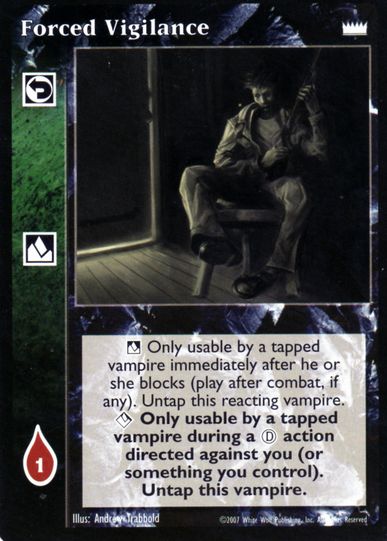 Forced Vigilance
Only usable by a tapped
vampire immediately after he or
she blocks (play after combat, if
any). Untap this reacting vampire.
Only usable by a tapped
vampire during a Ⓓ action
directed against you (or
something you control).
Untap this vampire.
1
Illus: Andrew Trabbold
©2007 White Wolf Publishing, Inc. All Rights Reserved